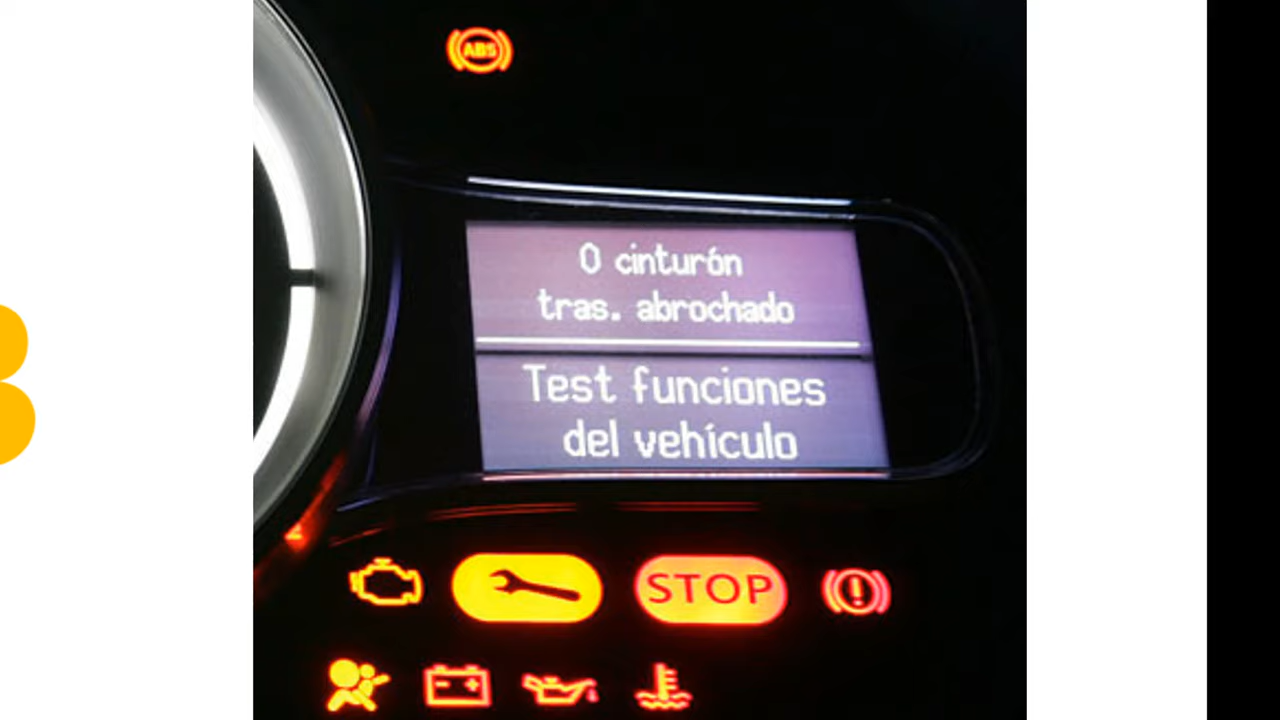 ABS
0 cinturón
tras. abrochado
Test funciones
del vehículo
STOP